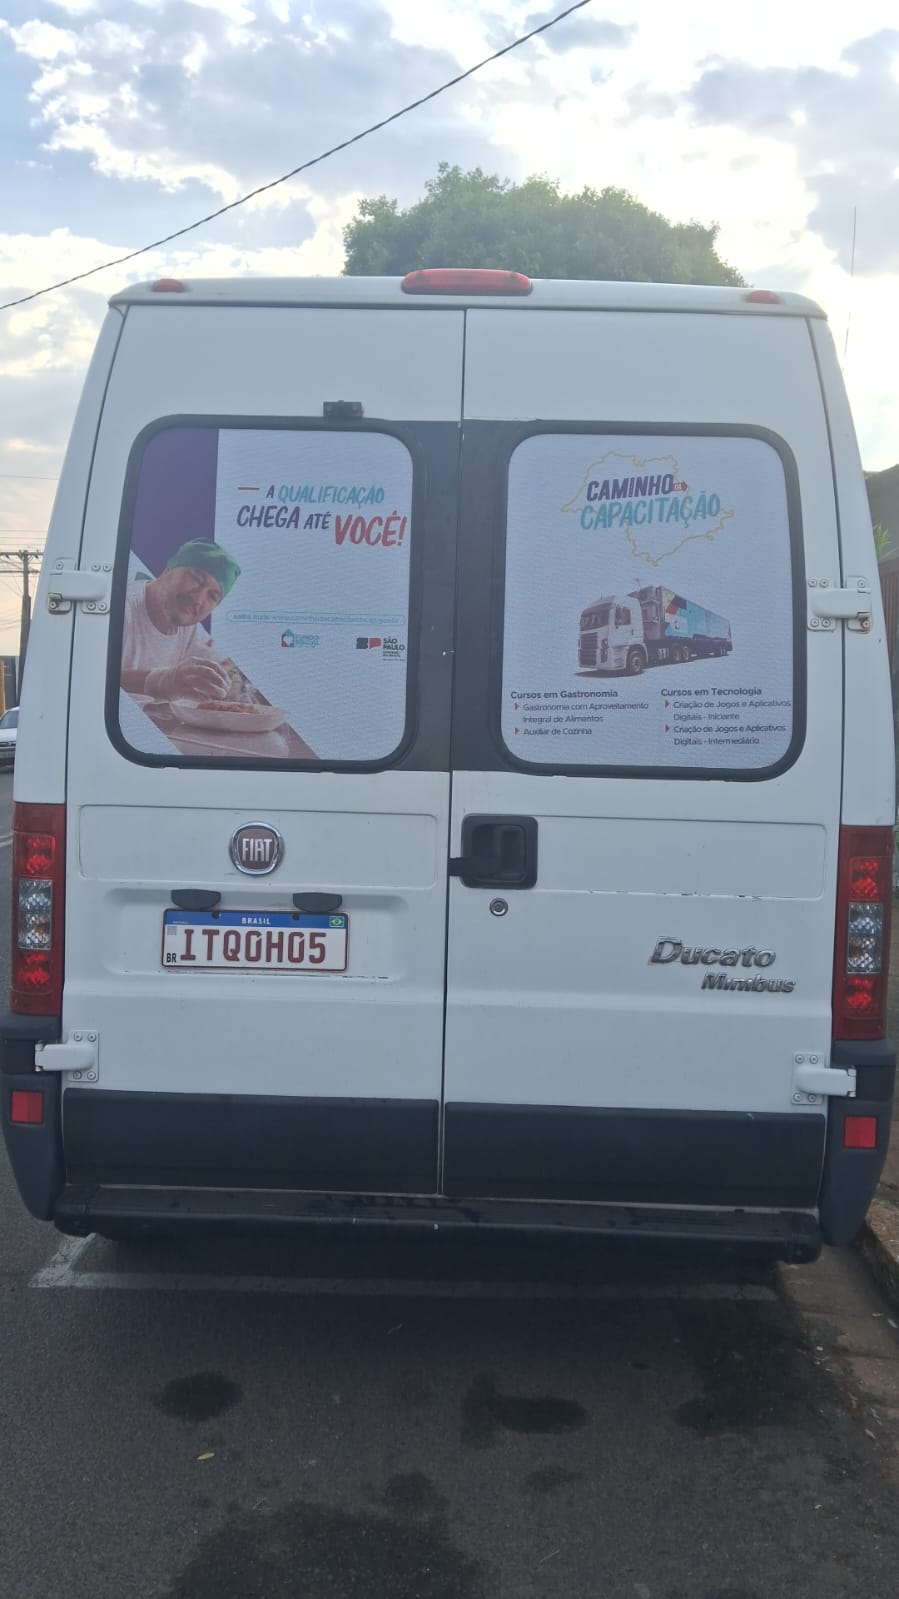 A QUALIFICAÇÃO
CHEGA ATÉ VOCÊ!
FUNDO
SOCIAL
SÃO
PAULO
CAMINHO DA
CAPACITAÇÃO
Cursos em Gastronomia
Gastronomia com Aproveitamento
Integral de Alimentos
Auxiliar de Cozinha
Cursos em Tecnologia
Criação de Jogos e Aplicativos
Digitais - Iniciante
Criação de Jogos e Aplicativos
Digitais - Intermediário
FIAT
BRASIL
BR
ITQ0H05
Ducato
Minibus